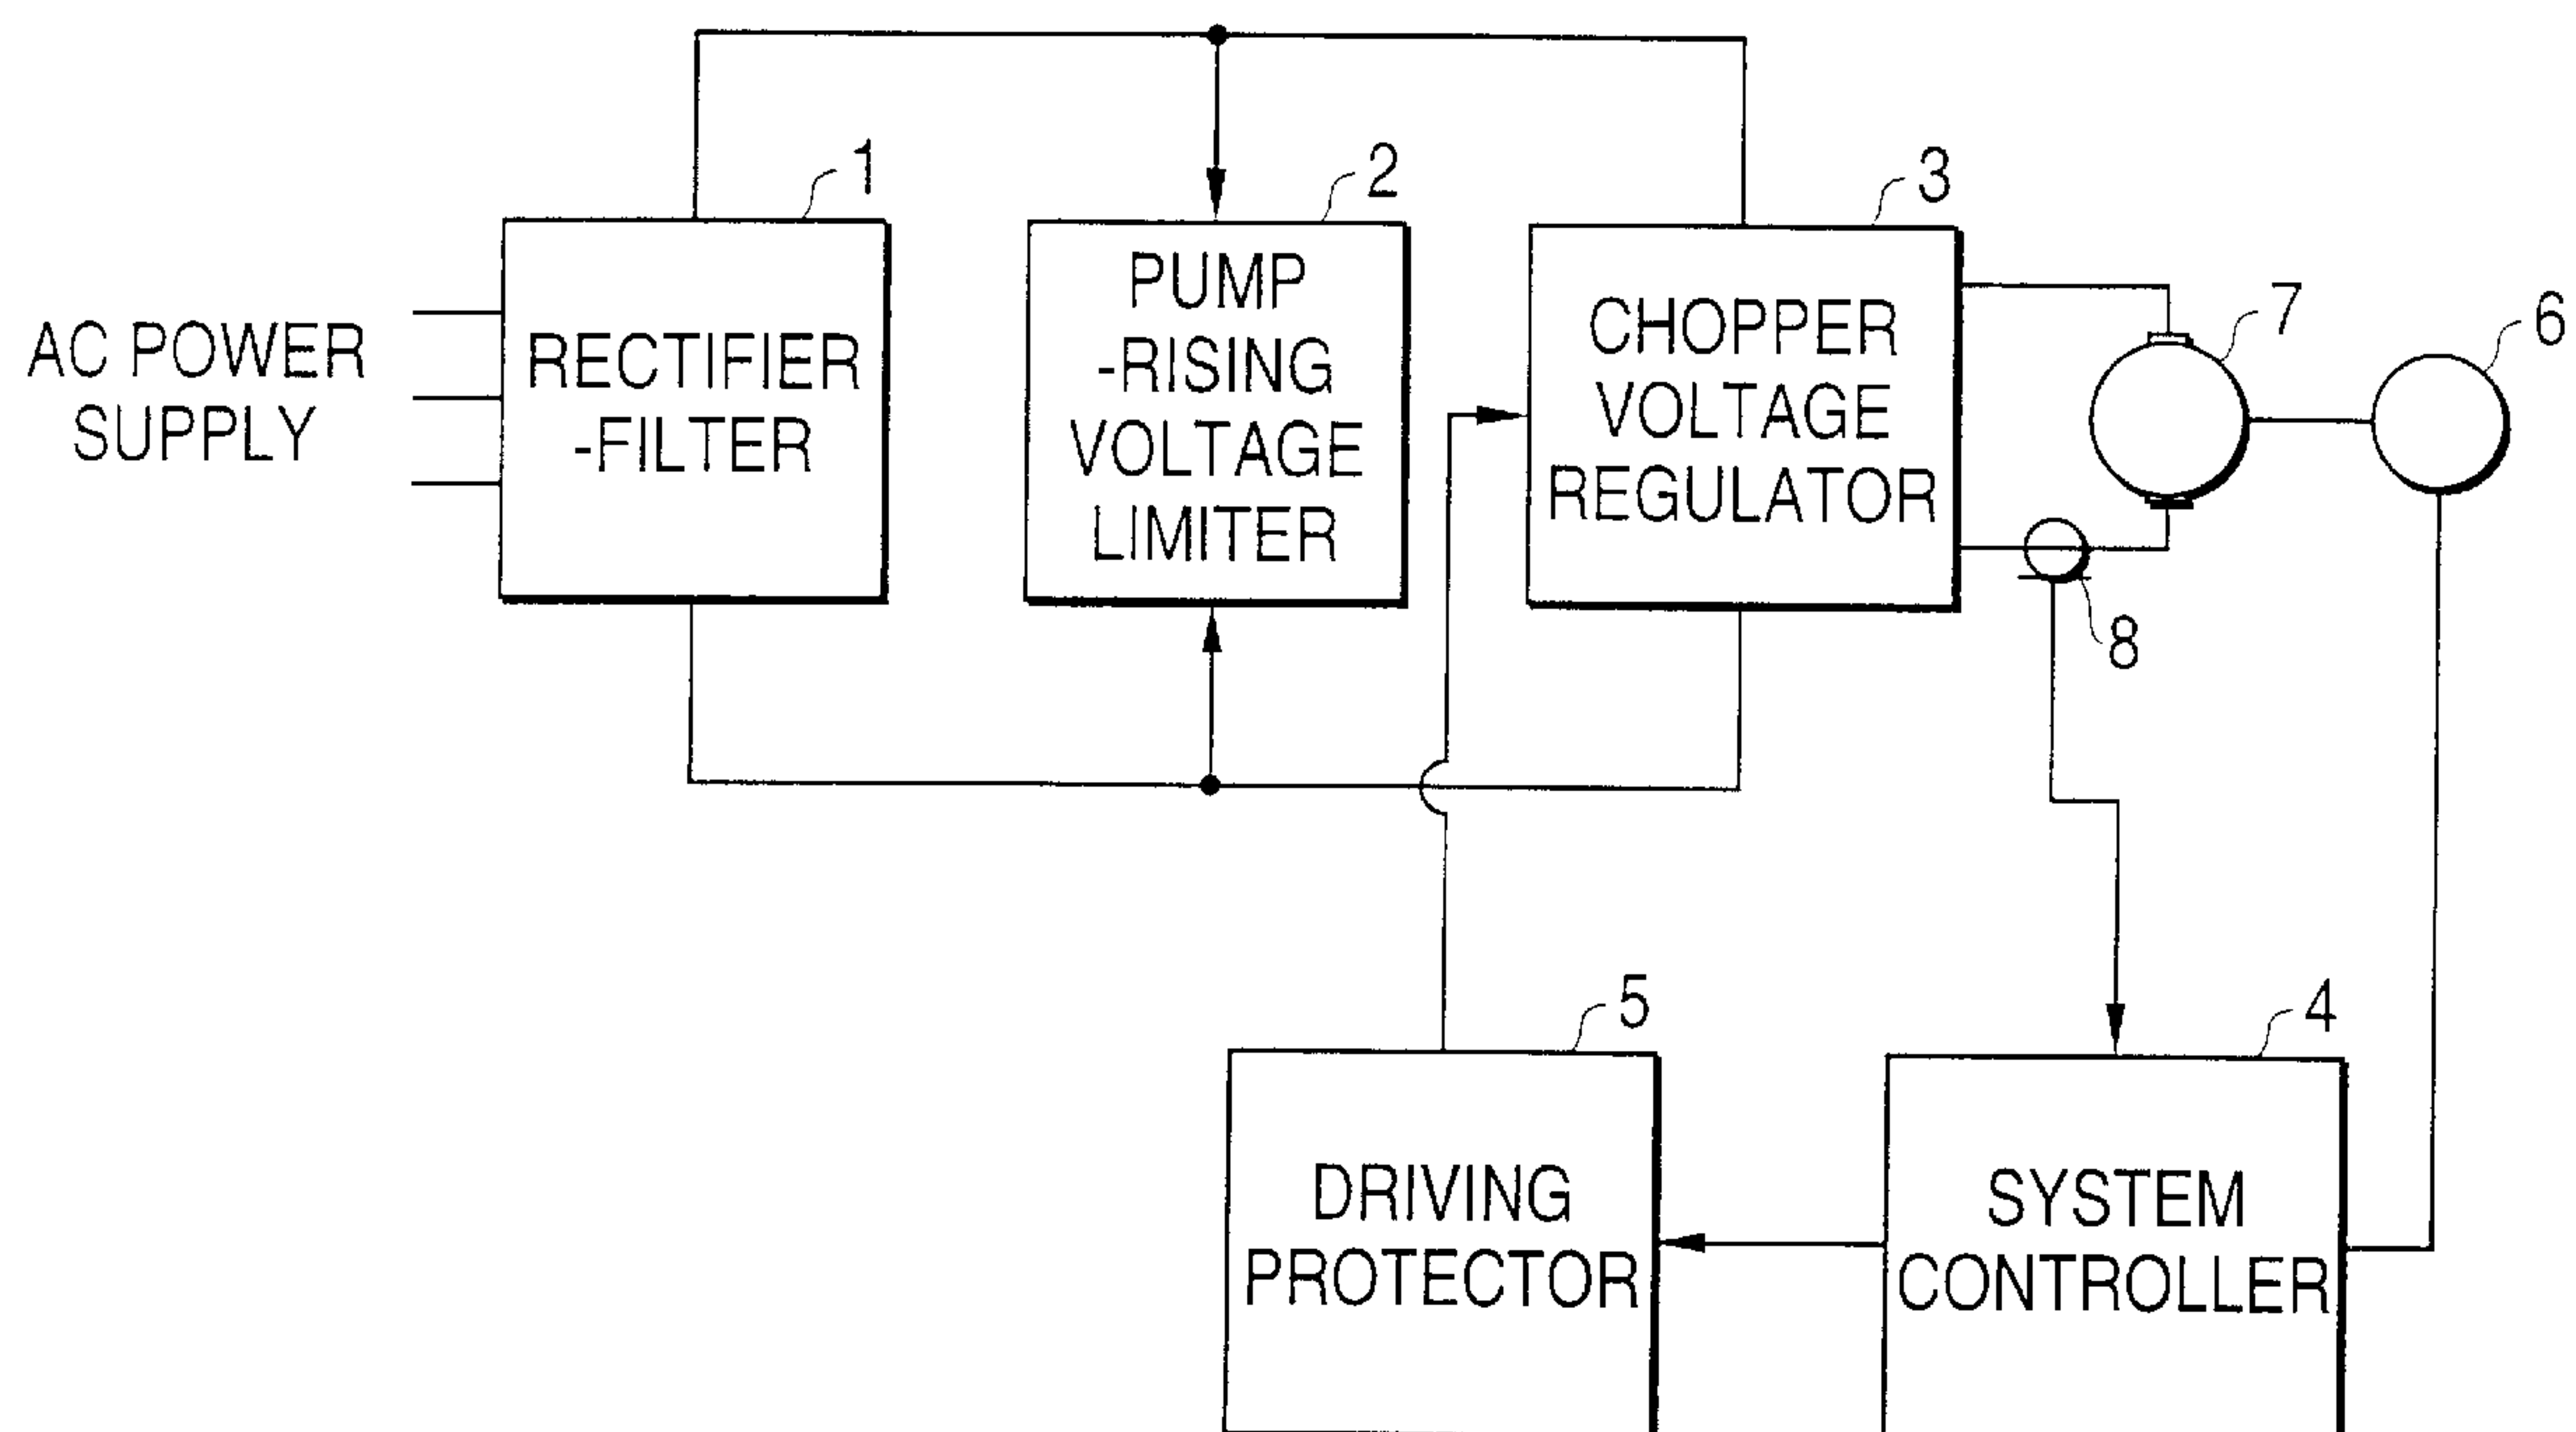 1
2
3
7
6
AC POWER
SUPPLY
RECTIFIER
-FILTER
PUMP
-RISING
VOLTAGE
LIMITER
CHOPPER
VOLTAGE
REGULATOR
8
5
4
DRIVING
PROTECTOR
SYSTEM
CONTROLLER